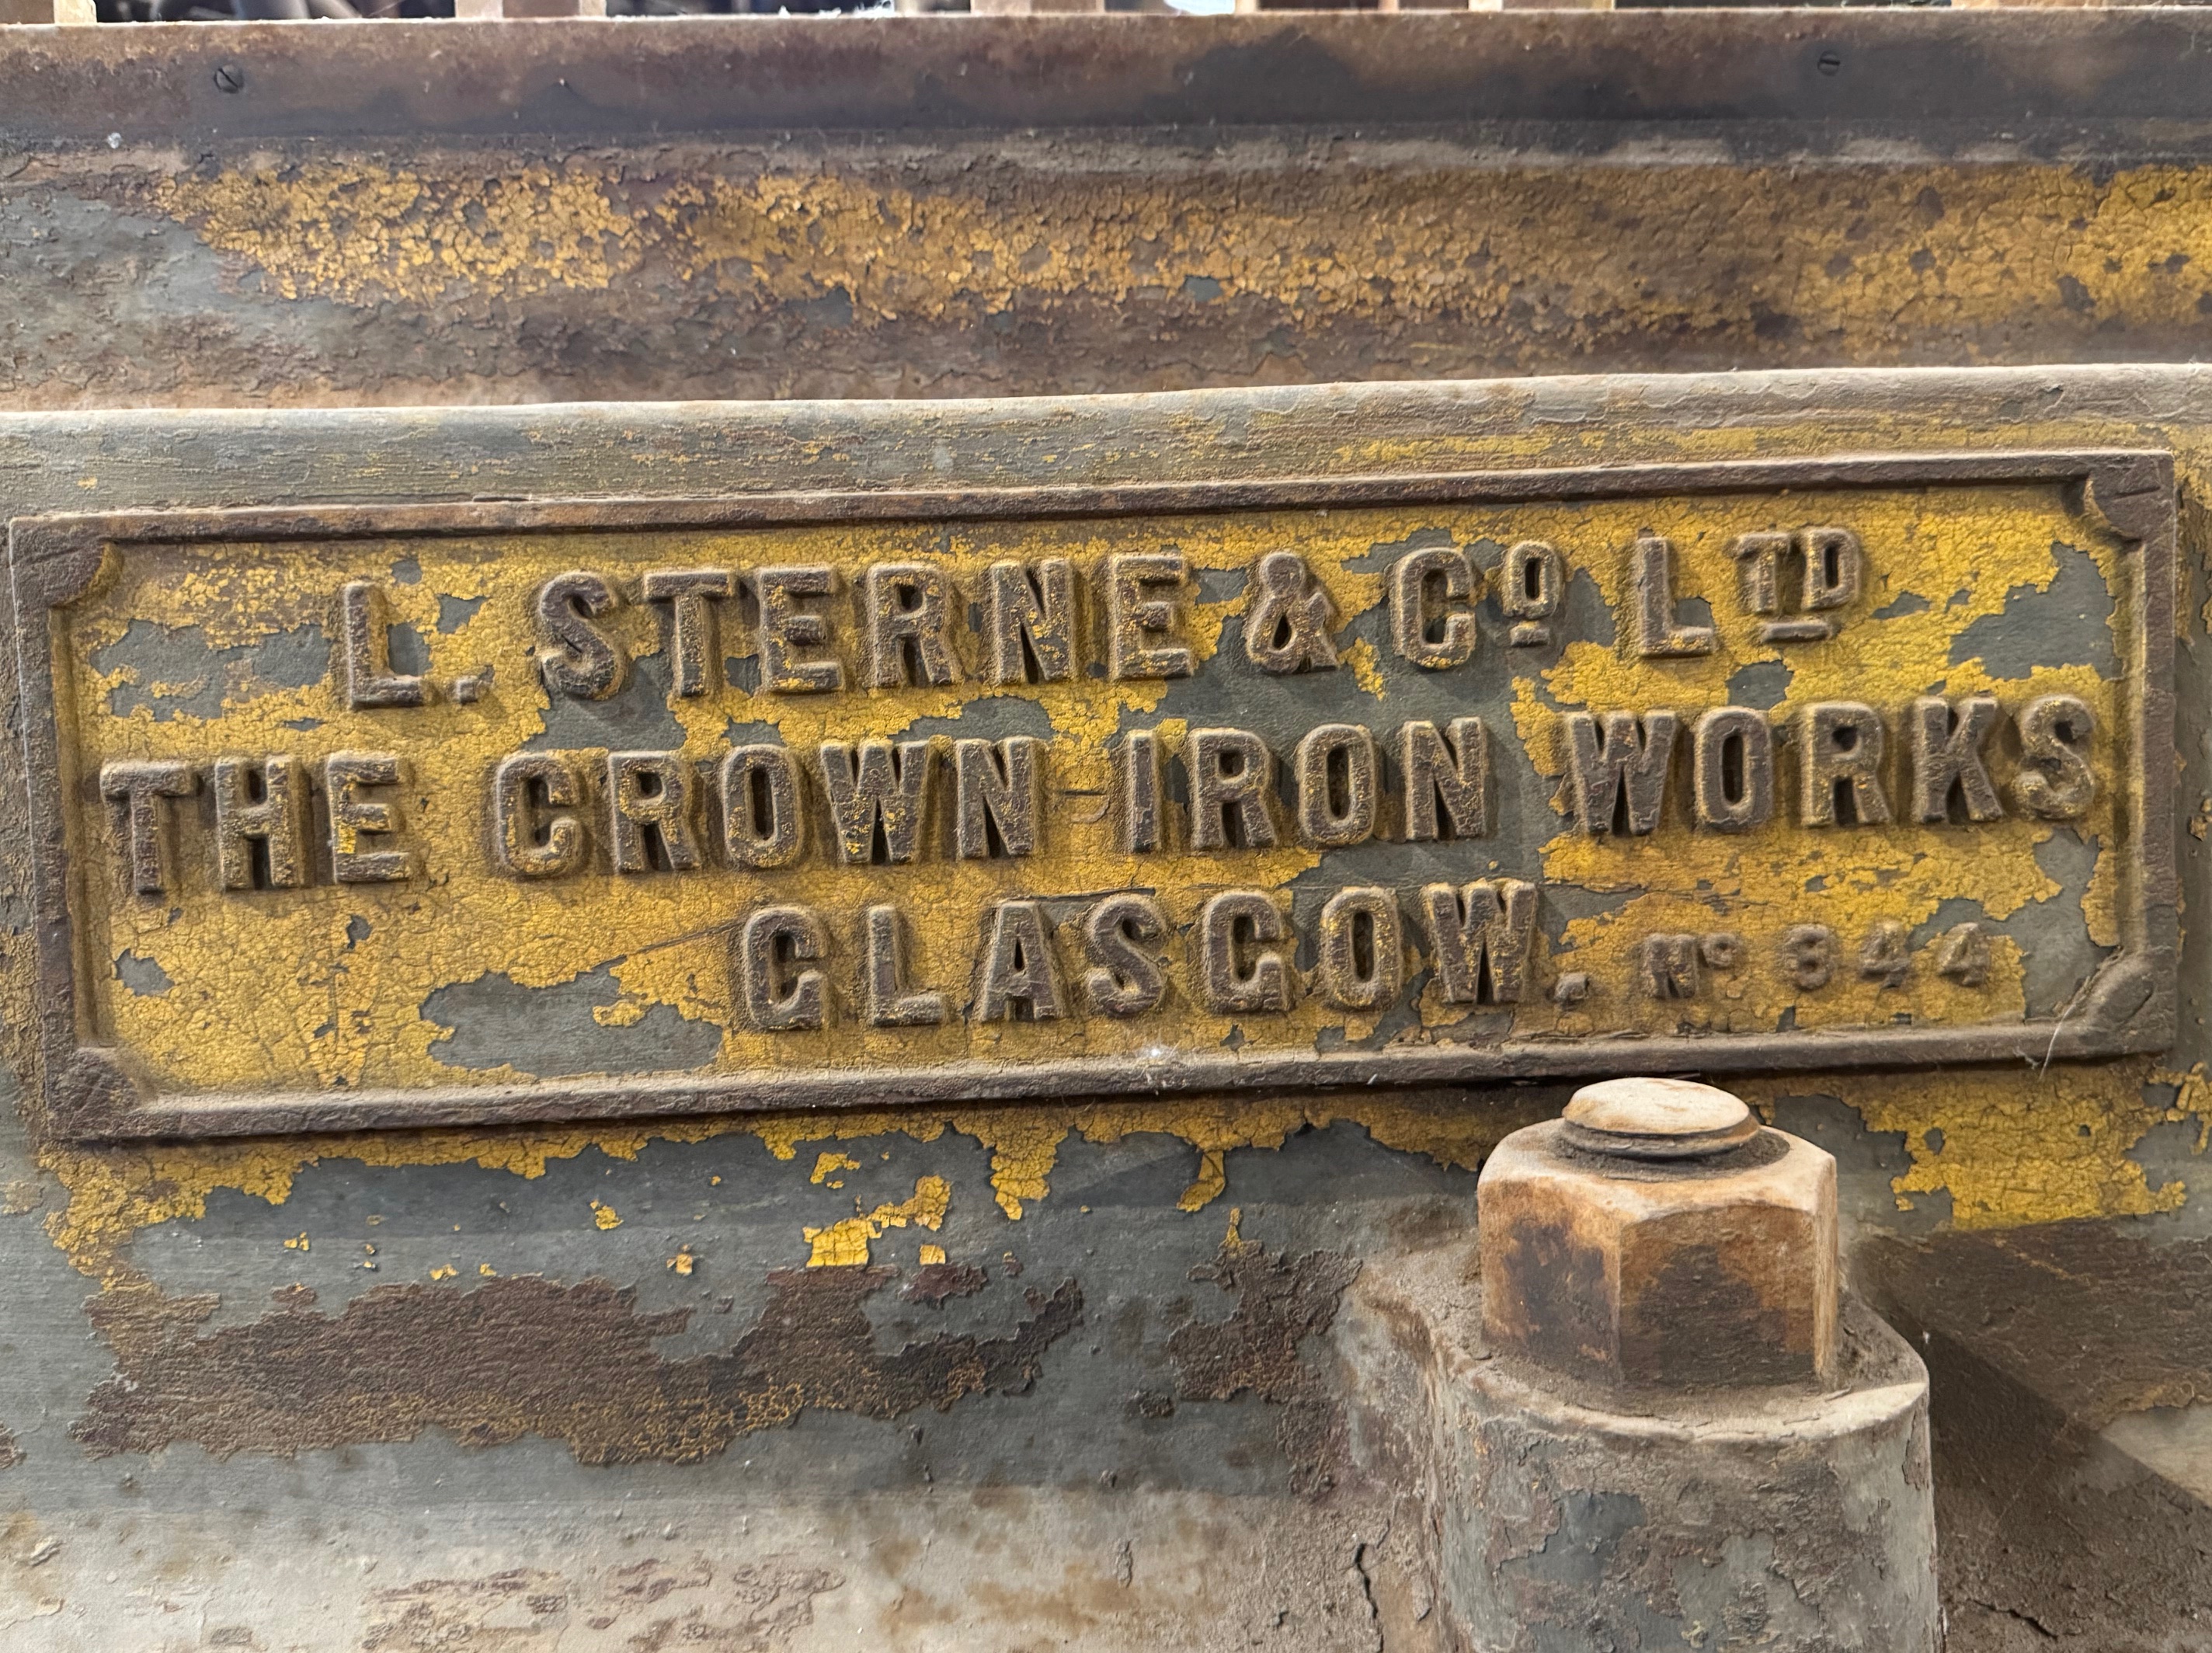 L. STERNE & Cº LTD
THE CROWN IRON WORKS
GLASGOW. Nº 344